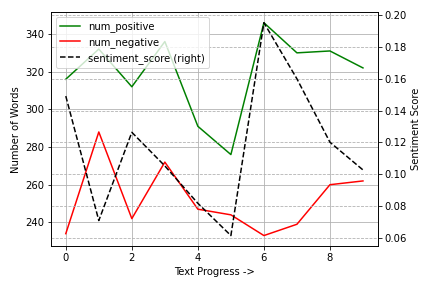 num_positive
num_negative
sentiment_score (right)
Number of Words
340
320
300
280
260
240
0.20
0.18
0.16
0.14
0.12
0.10
0.08
0.06
Sentiment Score
0 2 4 6 8
Text Progress ->